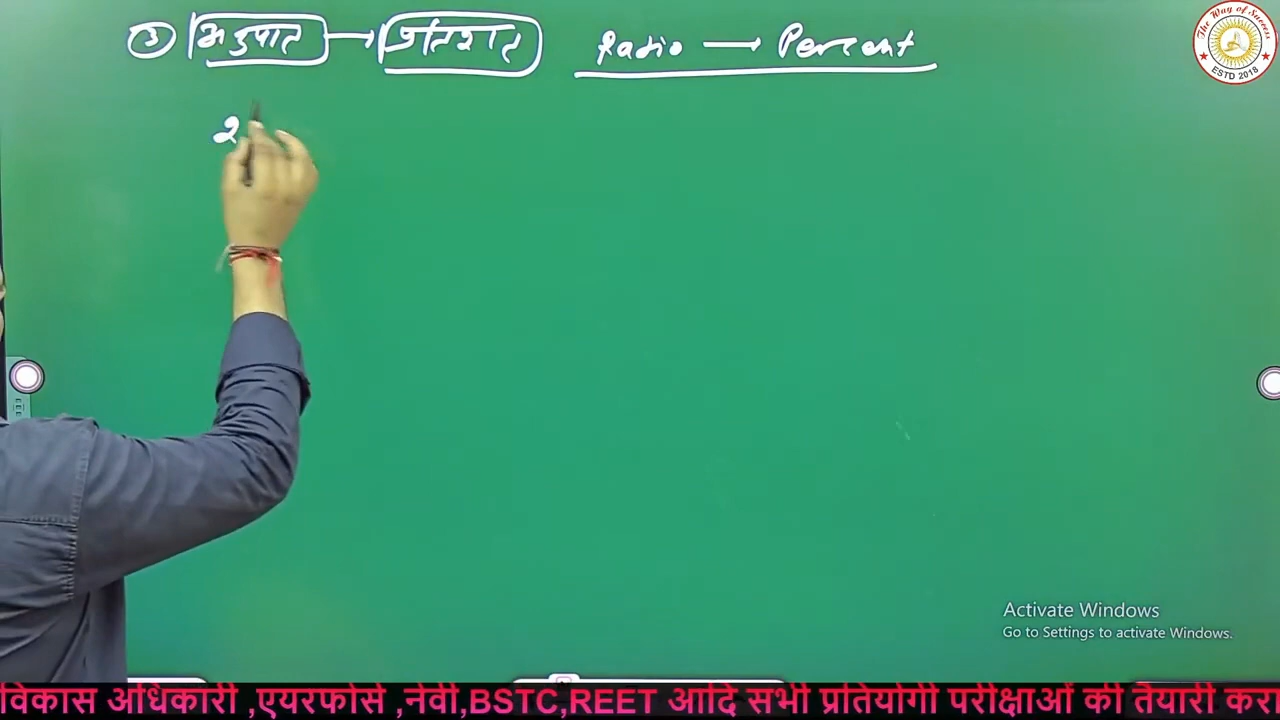 ③ अनुपात → प्रतिशत Radio → Percent
2
The Way of Success
ESTD 2018
Activate Windows
Go to Settings to activate Windows.
विकास अधिकारी ,एयरफोर्स ,नेवी,BSTC,REET आदि सभी प्रतियोगी परीक्षाओं की तैयारी करा